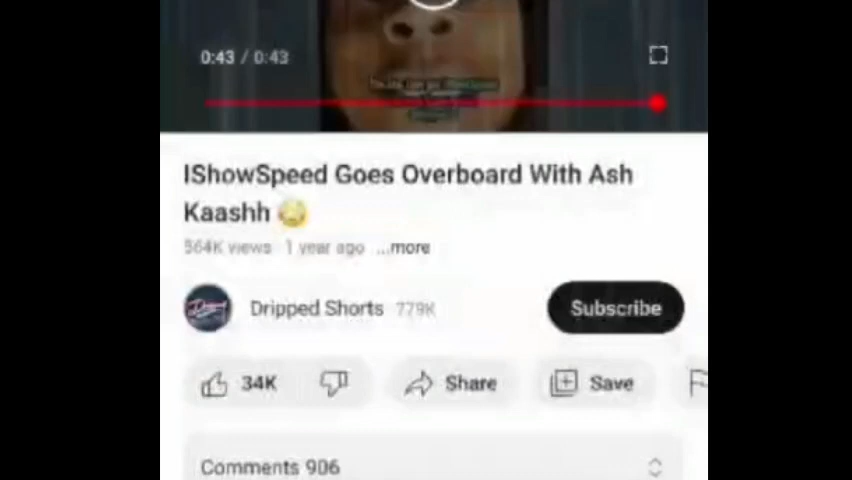 0:43 / 0:43
IShowSpeed Goes Overboard With Ash
Kaashh 😳
564K views 1 year ago ...more
Dripped Shorts 779K
Subscribe
34K
Share
Save
Comments 906